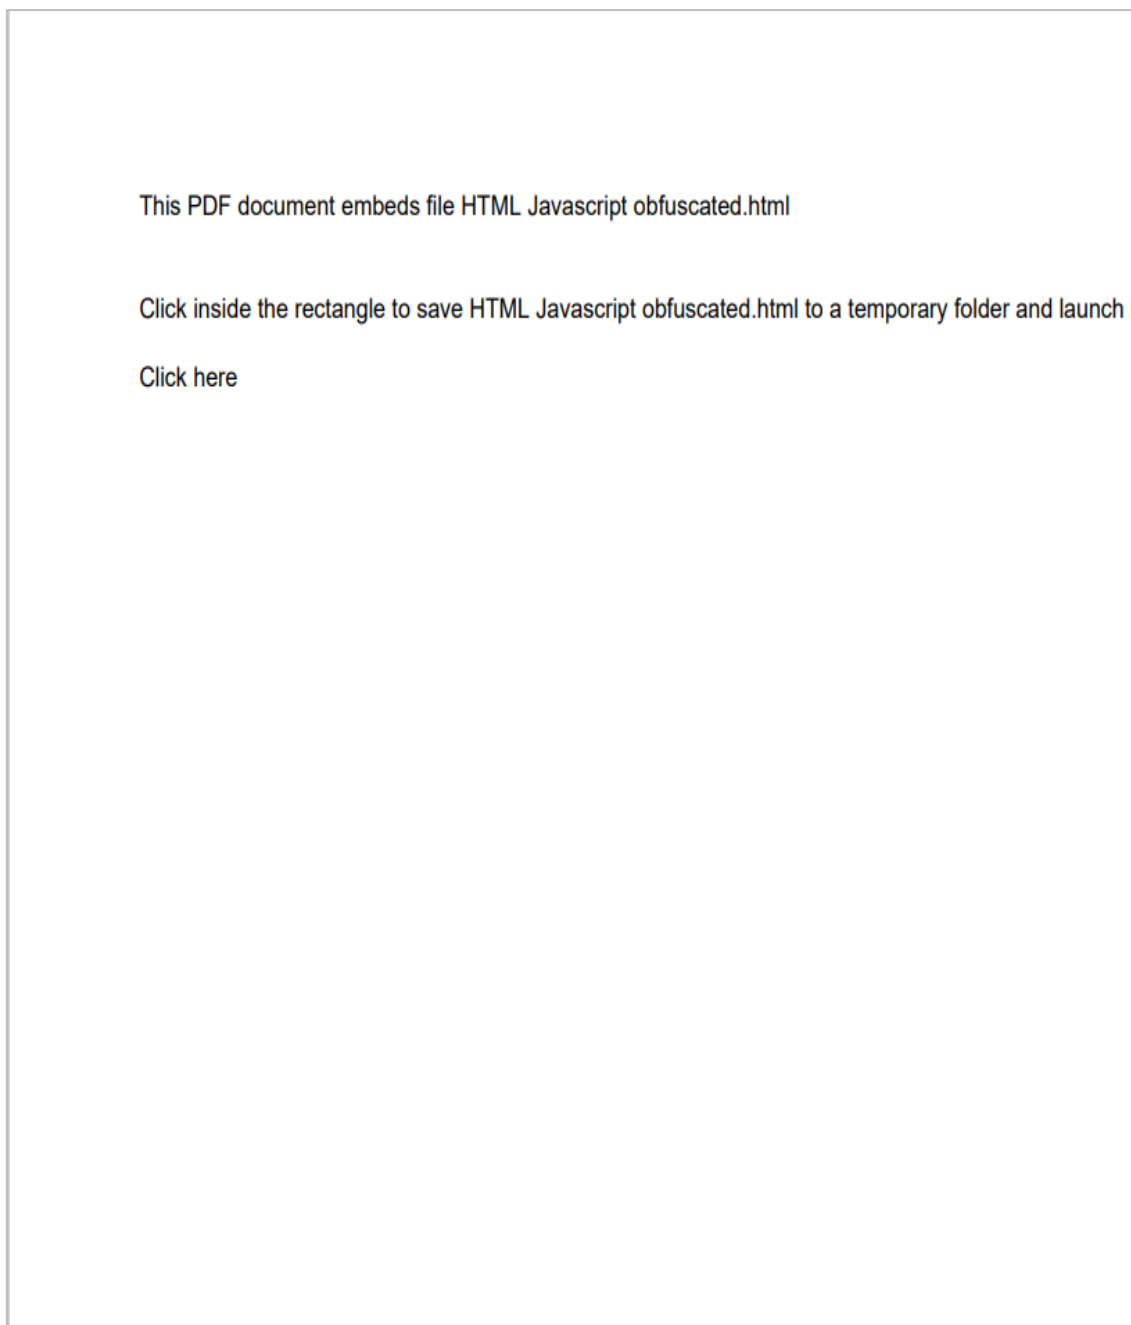 This PDF document embeds file HTML Javascript obfuscated.html
Click inside the rectangle to save HTML Javascript obfuscated.html to a temporary folder and launch
Click here